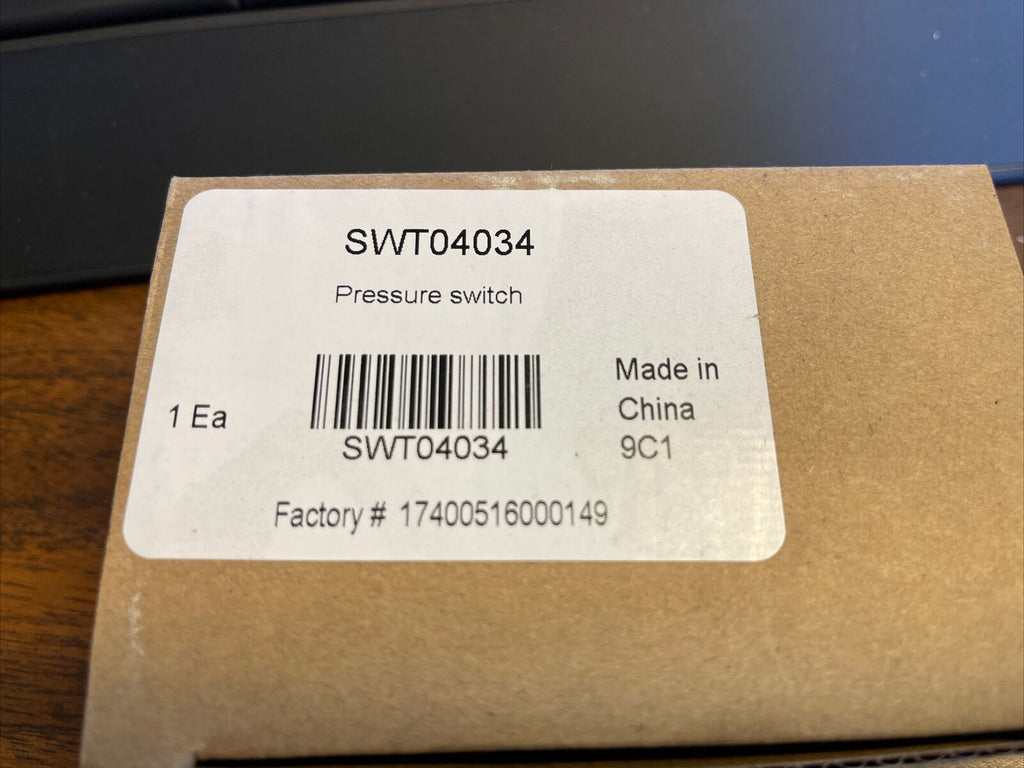 SWT04034
Pressure switch
1 Ea
SWT04034
Made in
China
9C1
Factory # 17400516000149